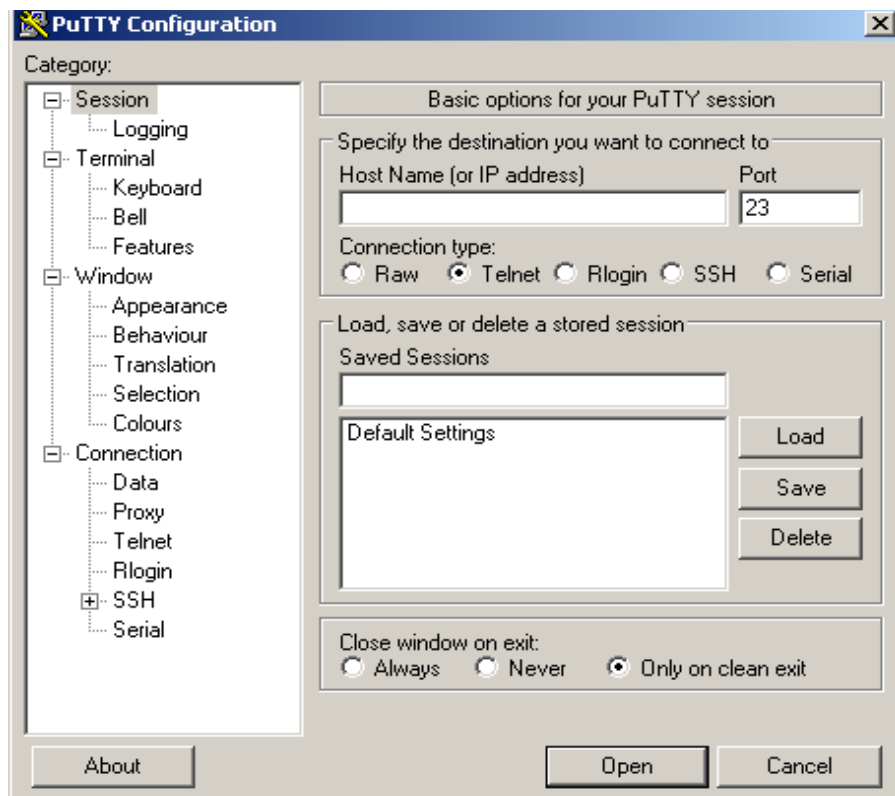 PuTTY Configuration
Category:
Session
Logging
Terminal
Keyboard
Bell
Features
Window
Appearance
Behaviour
Translation
Selection
Colours
Connection
Data
Proxy
Telnet
Rlogin
SSH
Serial
Basic options for your PuTTY session
Specify the destination you want to connect to
Host Name (or IP address) Port
23
Connection type:
Raw Telnet Rlogin SSH Serial
Load, save or delete a stored session
Saved Sessions
Default Settings
Load
Save
Delete
Close window on exit:
Always Never Only on clean exit
About Open Cancel